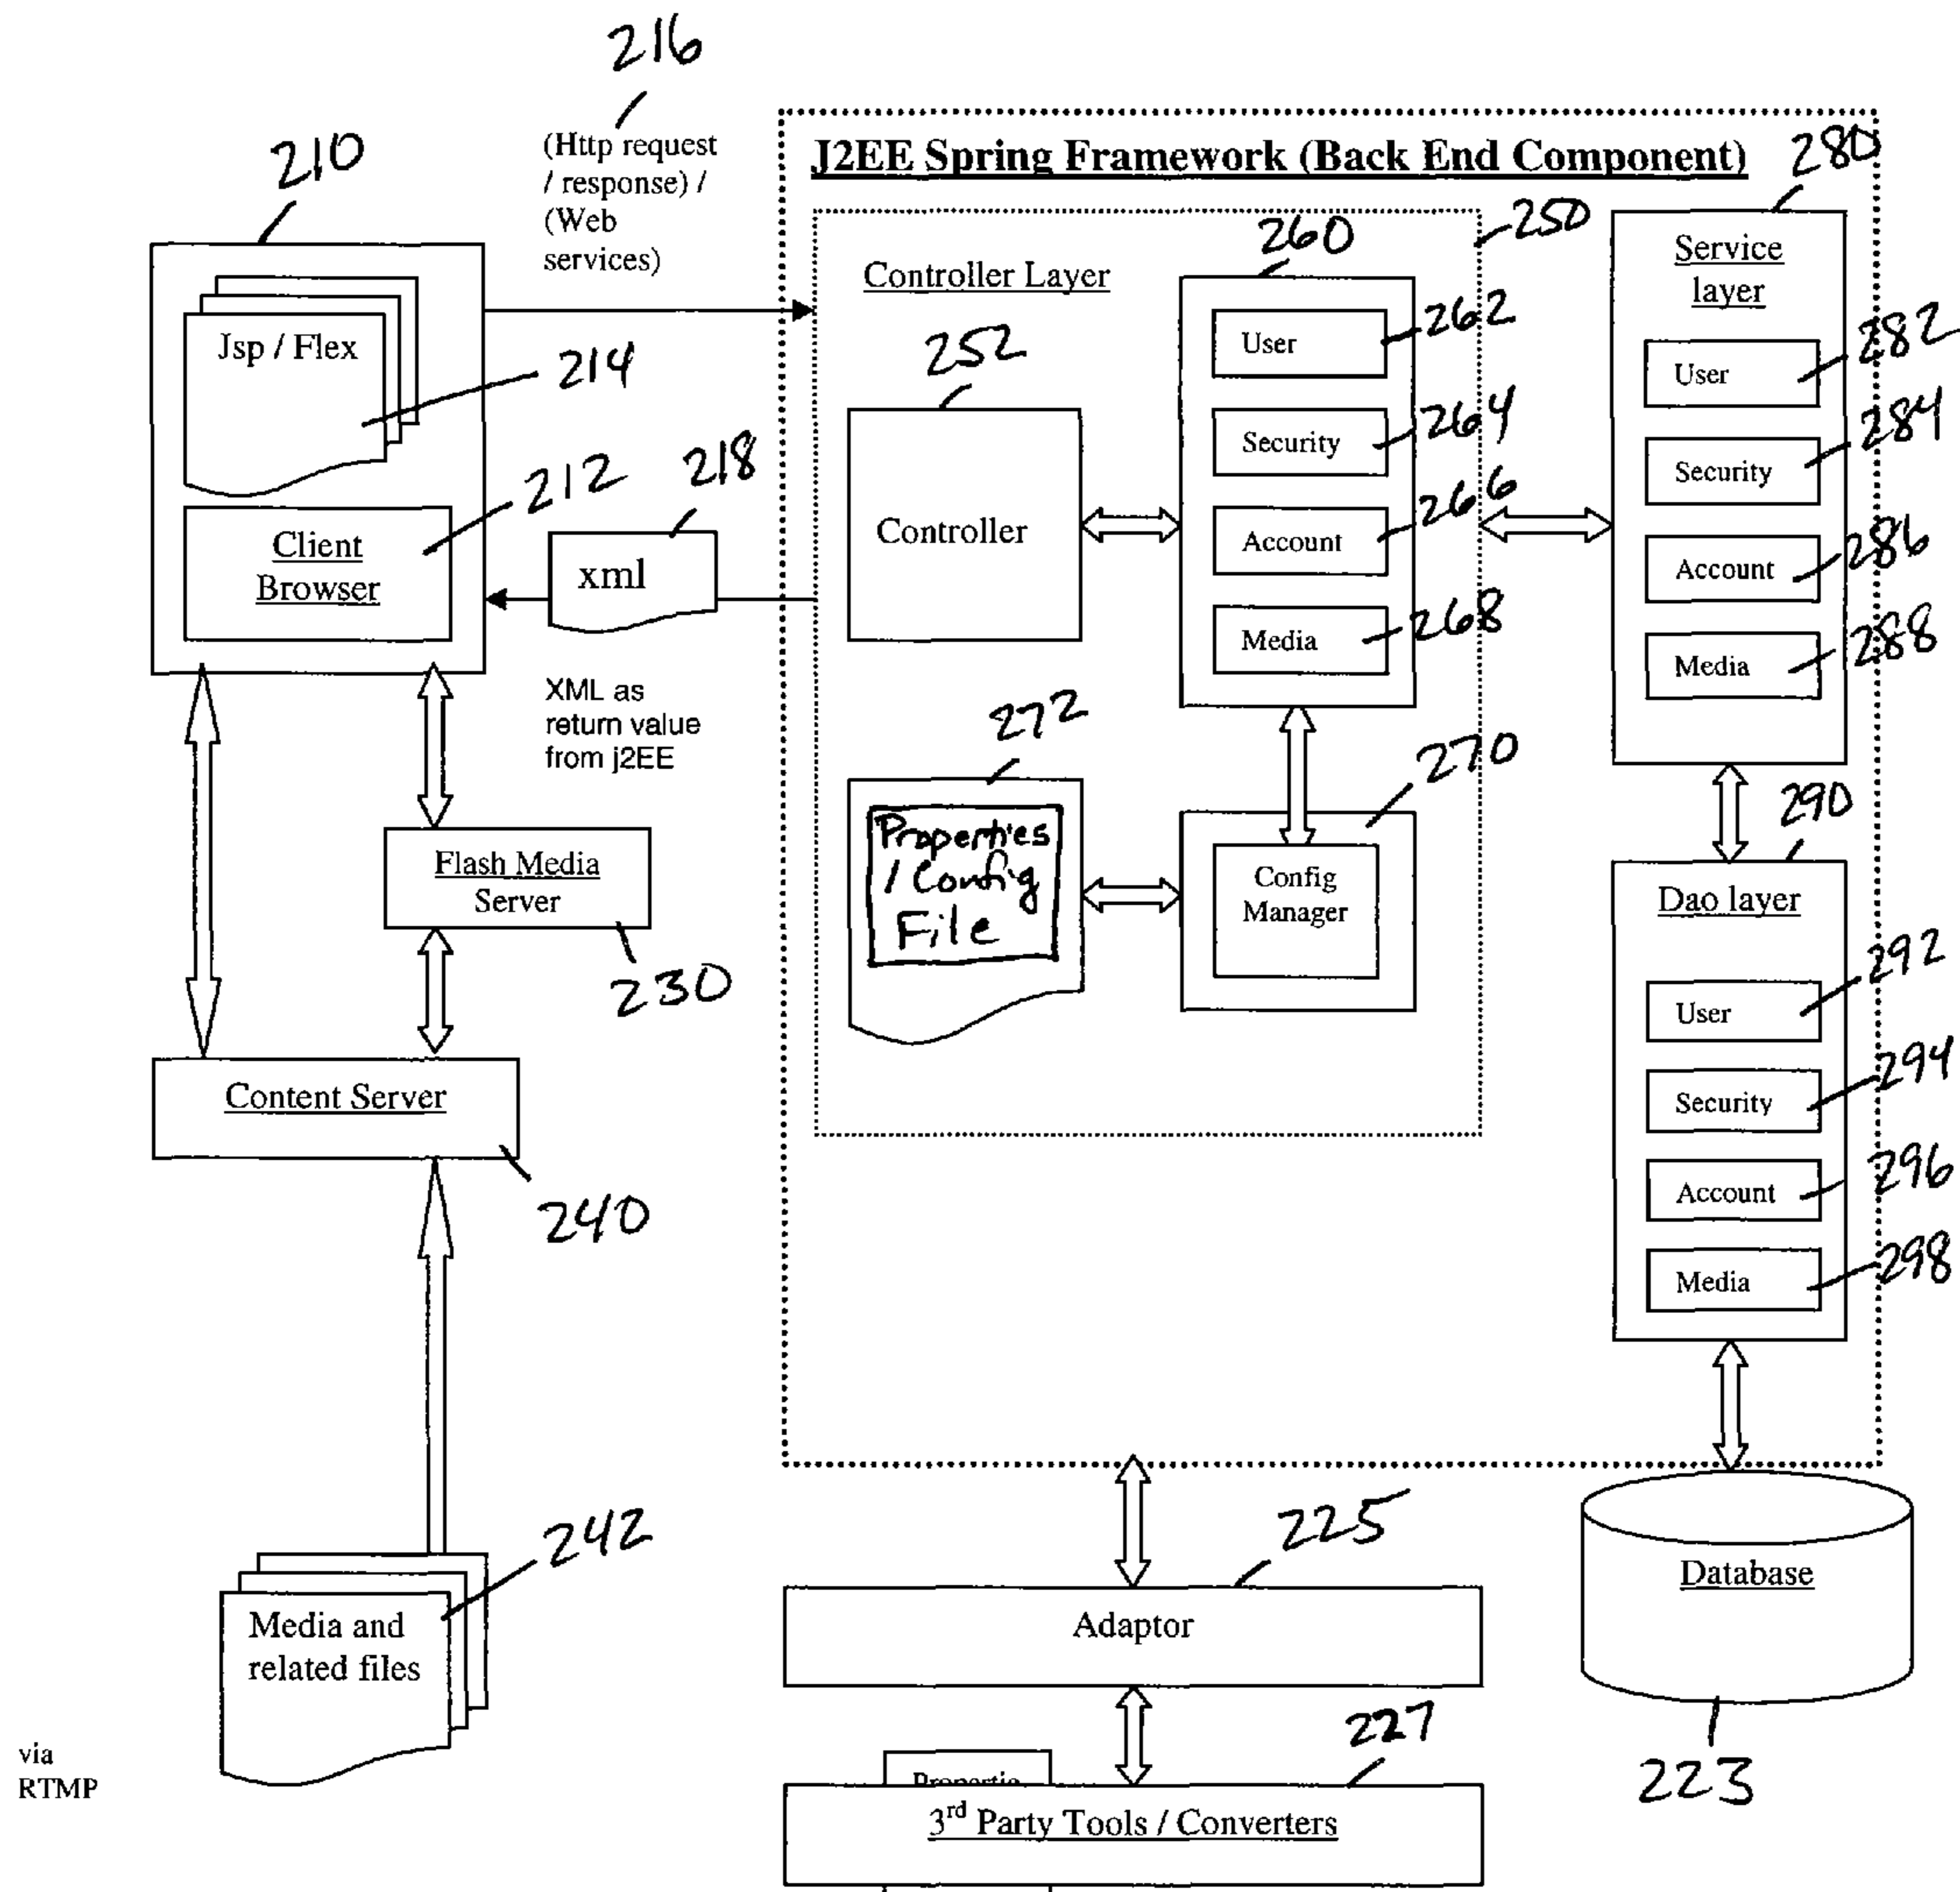 216
(Http request
/ response) /
(Web
services)
210
J2EE Spring Framework (Back End Component)
280
250
260
Controller Layer
Service
layer
Jsp / Flex
214
252
User
262
User
282
Security
264
Security
284
218
212
Client
Browser
xml
Controller
Account
266
Account
286
Media
268
Media
288
XML as
return value
from j2EE
272
270
290
Properties
/ Config
File
Config
Manager
Flash Media
Server
230
Dao layer
User
292
Security
294
Account
296
Media
298
Content Server
240
242
Media and
related files
225
Adaptor
Database
223
via
RTMP
227
Propertie
3rd Party Tools / Converters